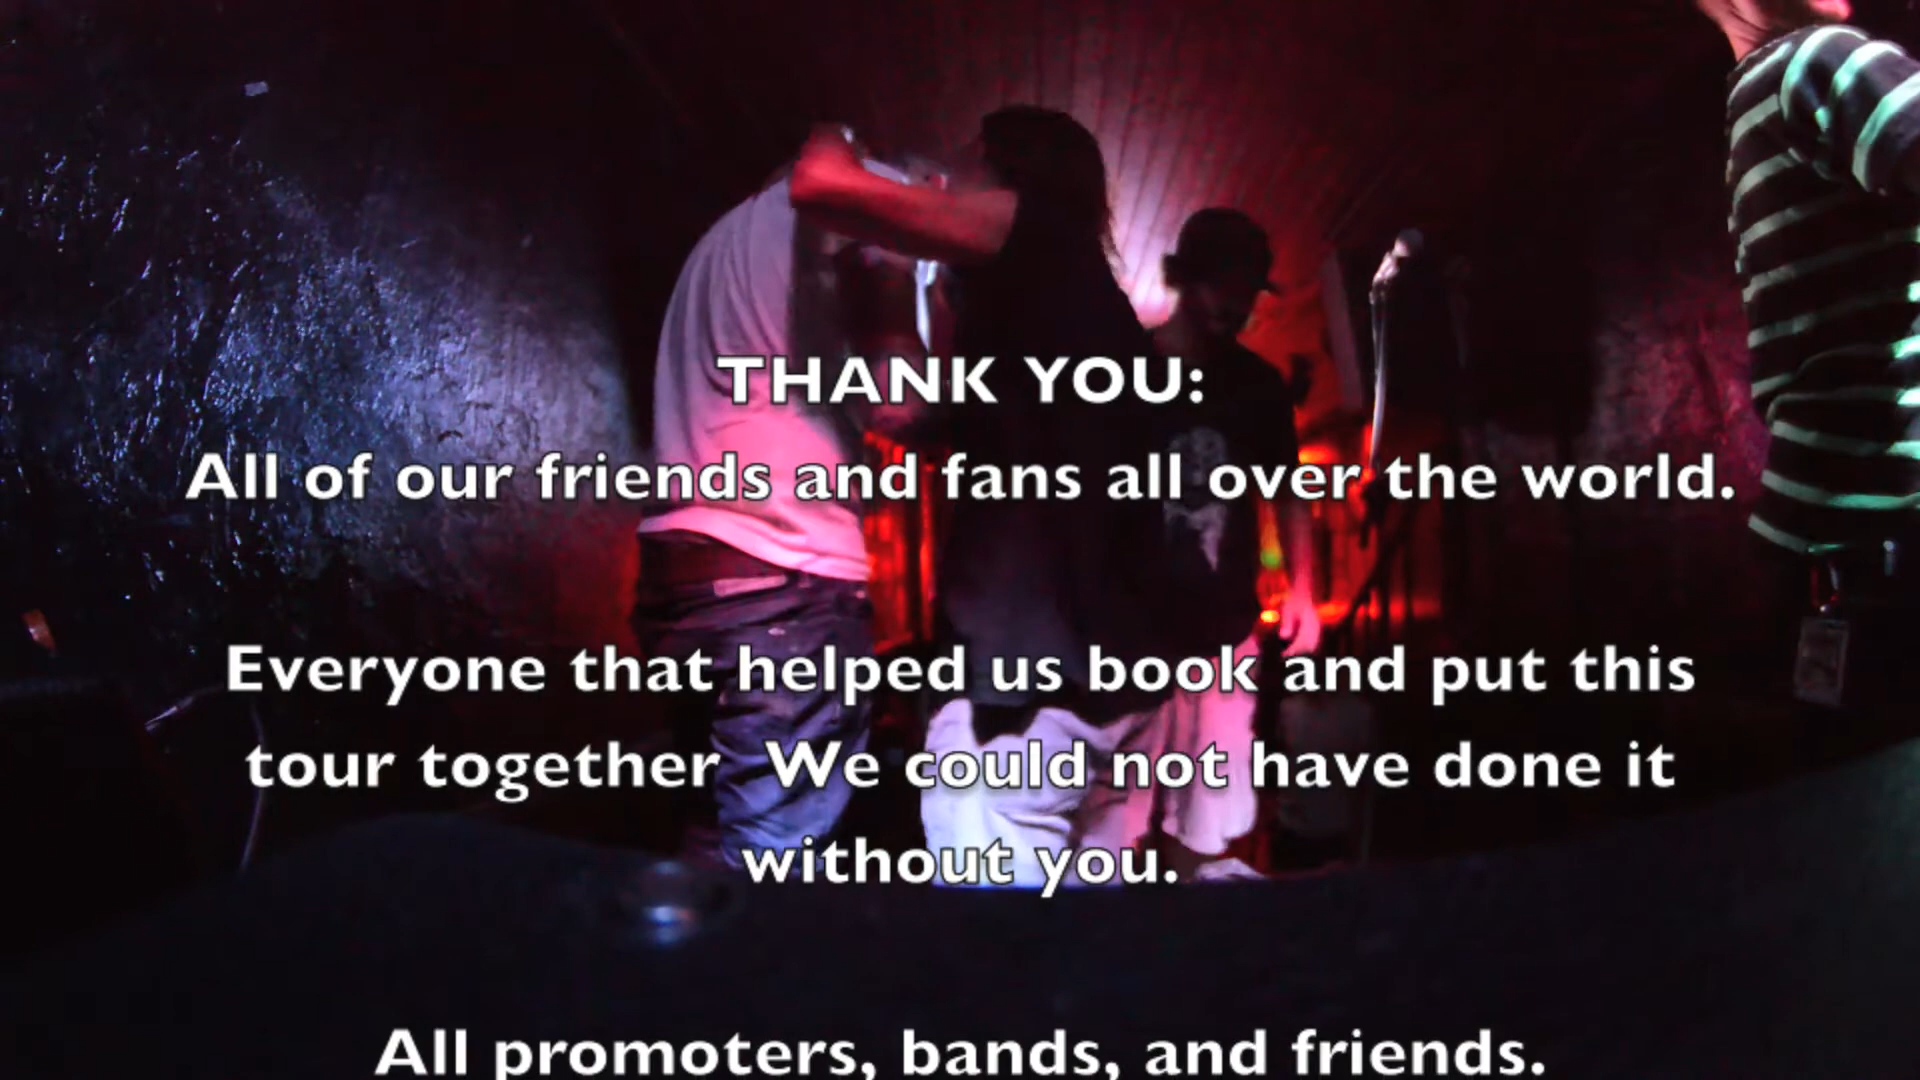 THANK YOU:
All of our friends and fans all over the world.
Everyone that helped us book and put this
tour together  We could not have done it
without you.
All promoters, bands, and friends.